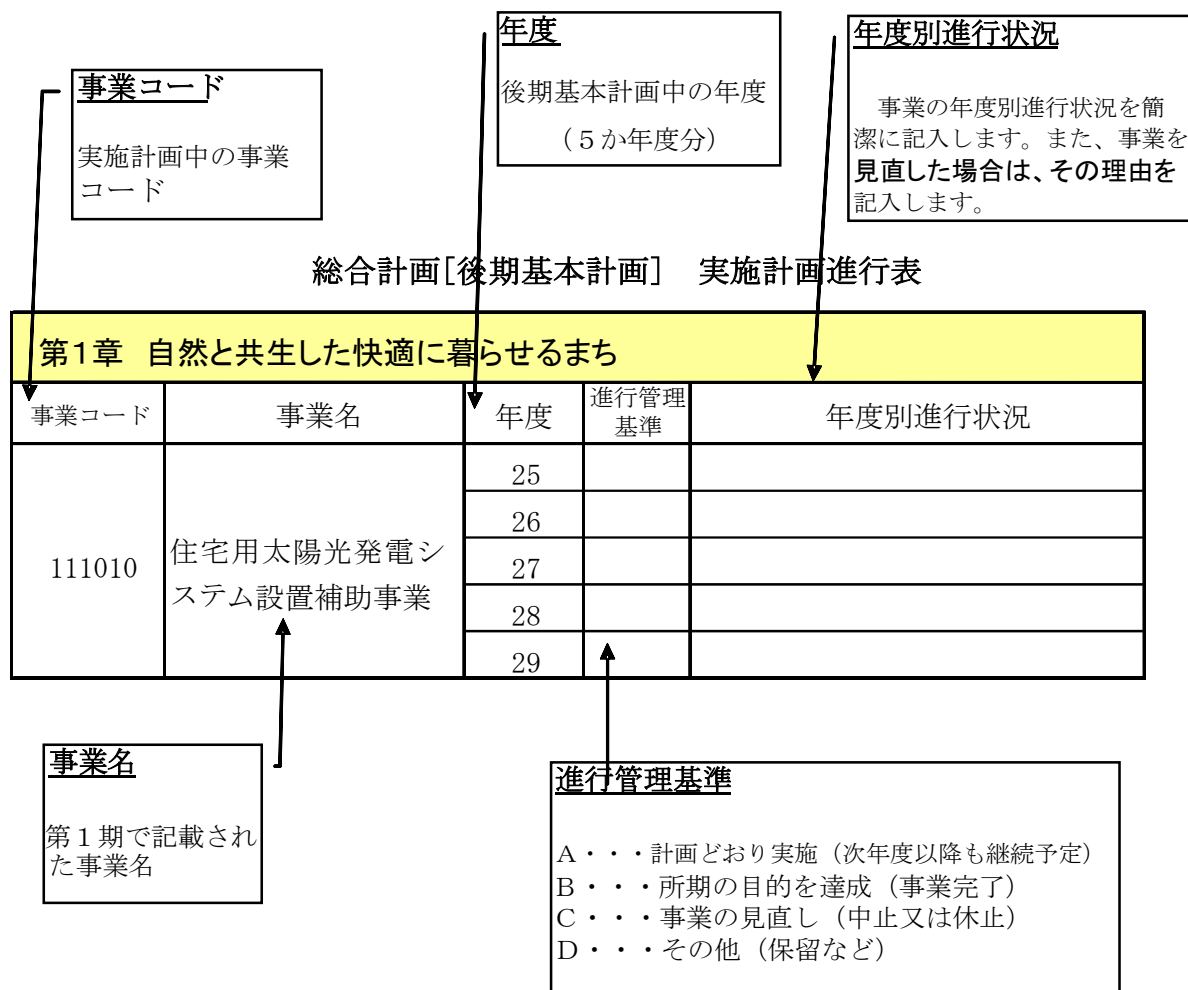 事業コード
実施計画中の事業
コード
年度
後期基本計画中の年度
（５か年度分）
年度別進行状況
事業の年度別進行状況を簡
潔に記入します。また、事業を
見直した場合は、その理由を
記入します。
総合計画［後期基本計画］　実施計画進行表
第１章　自然と共生した快適に暮らせるまち
事業コード　事業名　年度　進行管理基準　年度別進行状況
111010
住宅用太陽光発電シ
ステム設置補助事業
25
26
27
28
29
事業名
第１期で記載され
た事業名
進行管理基準
Ａ・・・計画どおり実施（次年度以降も継続予定）
Ｂ・・・所期の目的を達成（事業完了）
Ｃ・・・事業の見直し（中止又は休止）
Ｄ・・・その他（保留など）